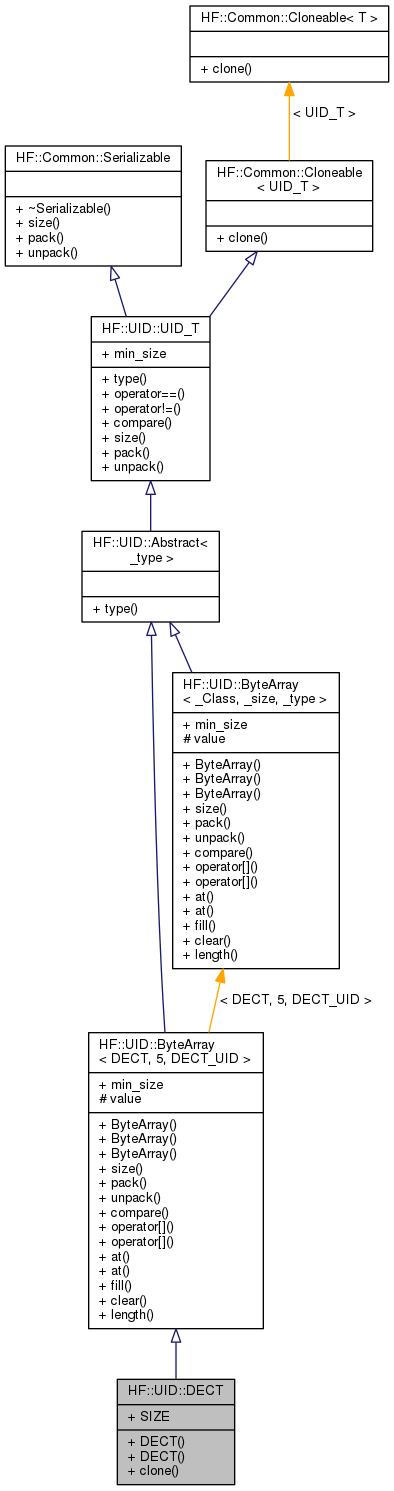 HF::Common::Cloneable< T >
+ clone()
< UID_T >
HF::Common::Serializable
+ ~Serializable()
+ size()
+ pack()
+ unpack()
HF::Common::Cloneable
< UID_T >
+ clone()
HF::UID::UID_T
+ min_size
+ type()
+ operator==()
+ operator!=()
+ compare()
+ size()
+ pack()
+ unpack()
HF::UID::Abstract<
_type >
+ type()
HF::UID::ByteArray
< _Class, _size, _type >
+ min_size
# value
+ ByteArray()
+ ByteArray()
+ ByteArray()
+ size()
+ pack()
+ unpack()
+ compare()
+ operator[]()
+ operator[]()
+ at()
+ at()
+ fill()
+ clear()
+ length()
< DECT, 5, DECT_UID >
HF::UID::ByteArray
< DECT, 5, DECT_UID >
+ min_size
# value
+ ByteArray()
+ ByteArray()
+ ByteArray()
+ size()
+ pack()
+ unpack()
+ compare()
+ operator[]()
+ operator[]()
+ at()
+ at()
+ fill()
+ clear()
+ length()
HF::UID::DECT
+ SIZE
+ DECT()
+ DECT()
+ clone()